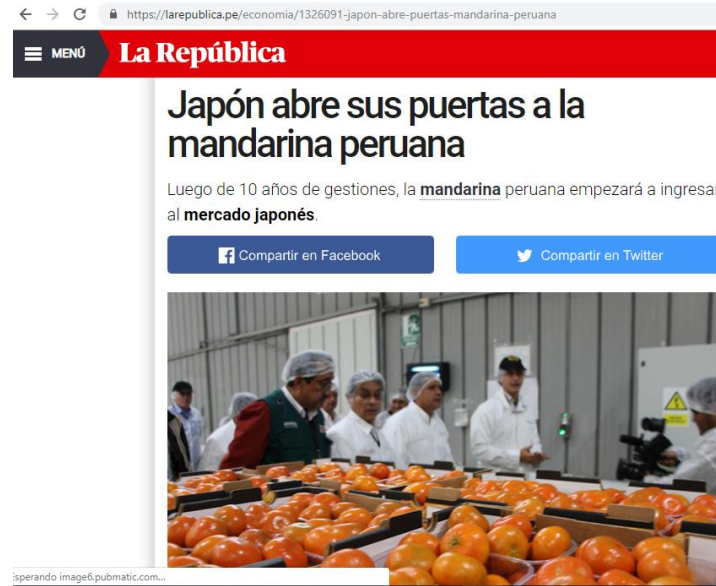 https://larepublica.pe/economia/1326091-japon-abre-puertas-mandarina-peruana
MENÚ
La República
Japón abre sus puertas a la
mandarina peruana
Luego de 10 años de gestiones, la mandarina peruana empezará a ingresar
al mercado japonés.
Compartir en Facebook
Compartir en Twitter
sperando image6.pubmatic.com...